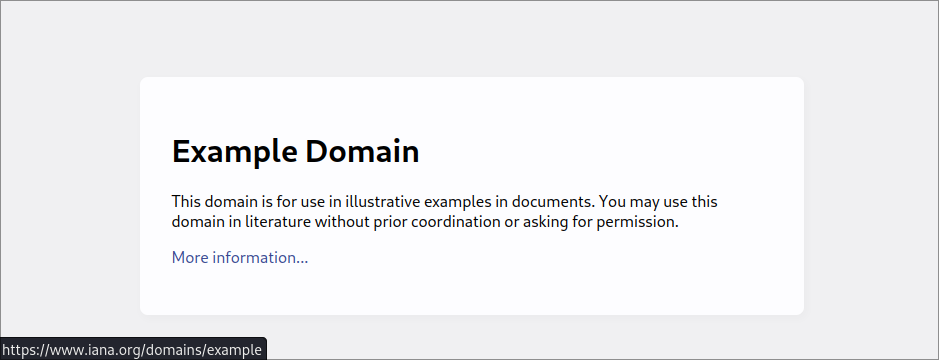 Example Domain
This domain is for use in illustrative examples in documents. You may use this
domain in literature without prior coordination or asking for permission.
More information...
https://www.iana.org/domains/example